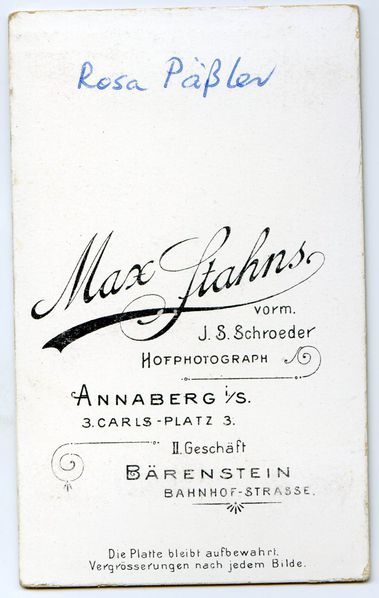 Rosa Päßler
Max Stahns.
vorm.
J. S. Schroeder
HOFPHOTOGRAPH
ANNABERG i/S.
3. CARLS-PLATZ 3.
II. Geschäft
BÄRENSTEIN
BAHNHOF-STRASSE.
Die Platte bleibt aufbewahrt.
Vergrösserungen nach jedem Bilde.